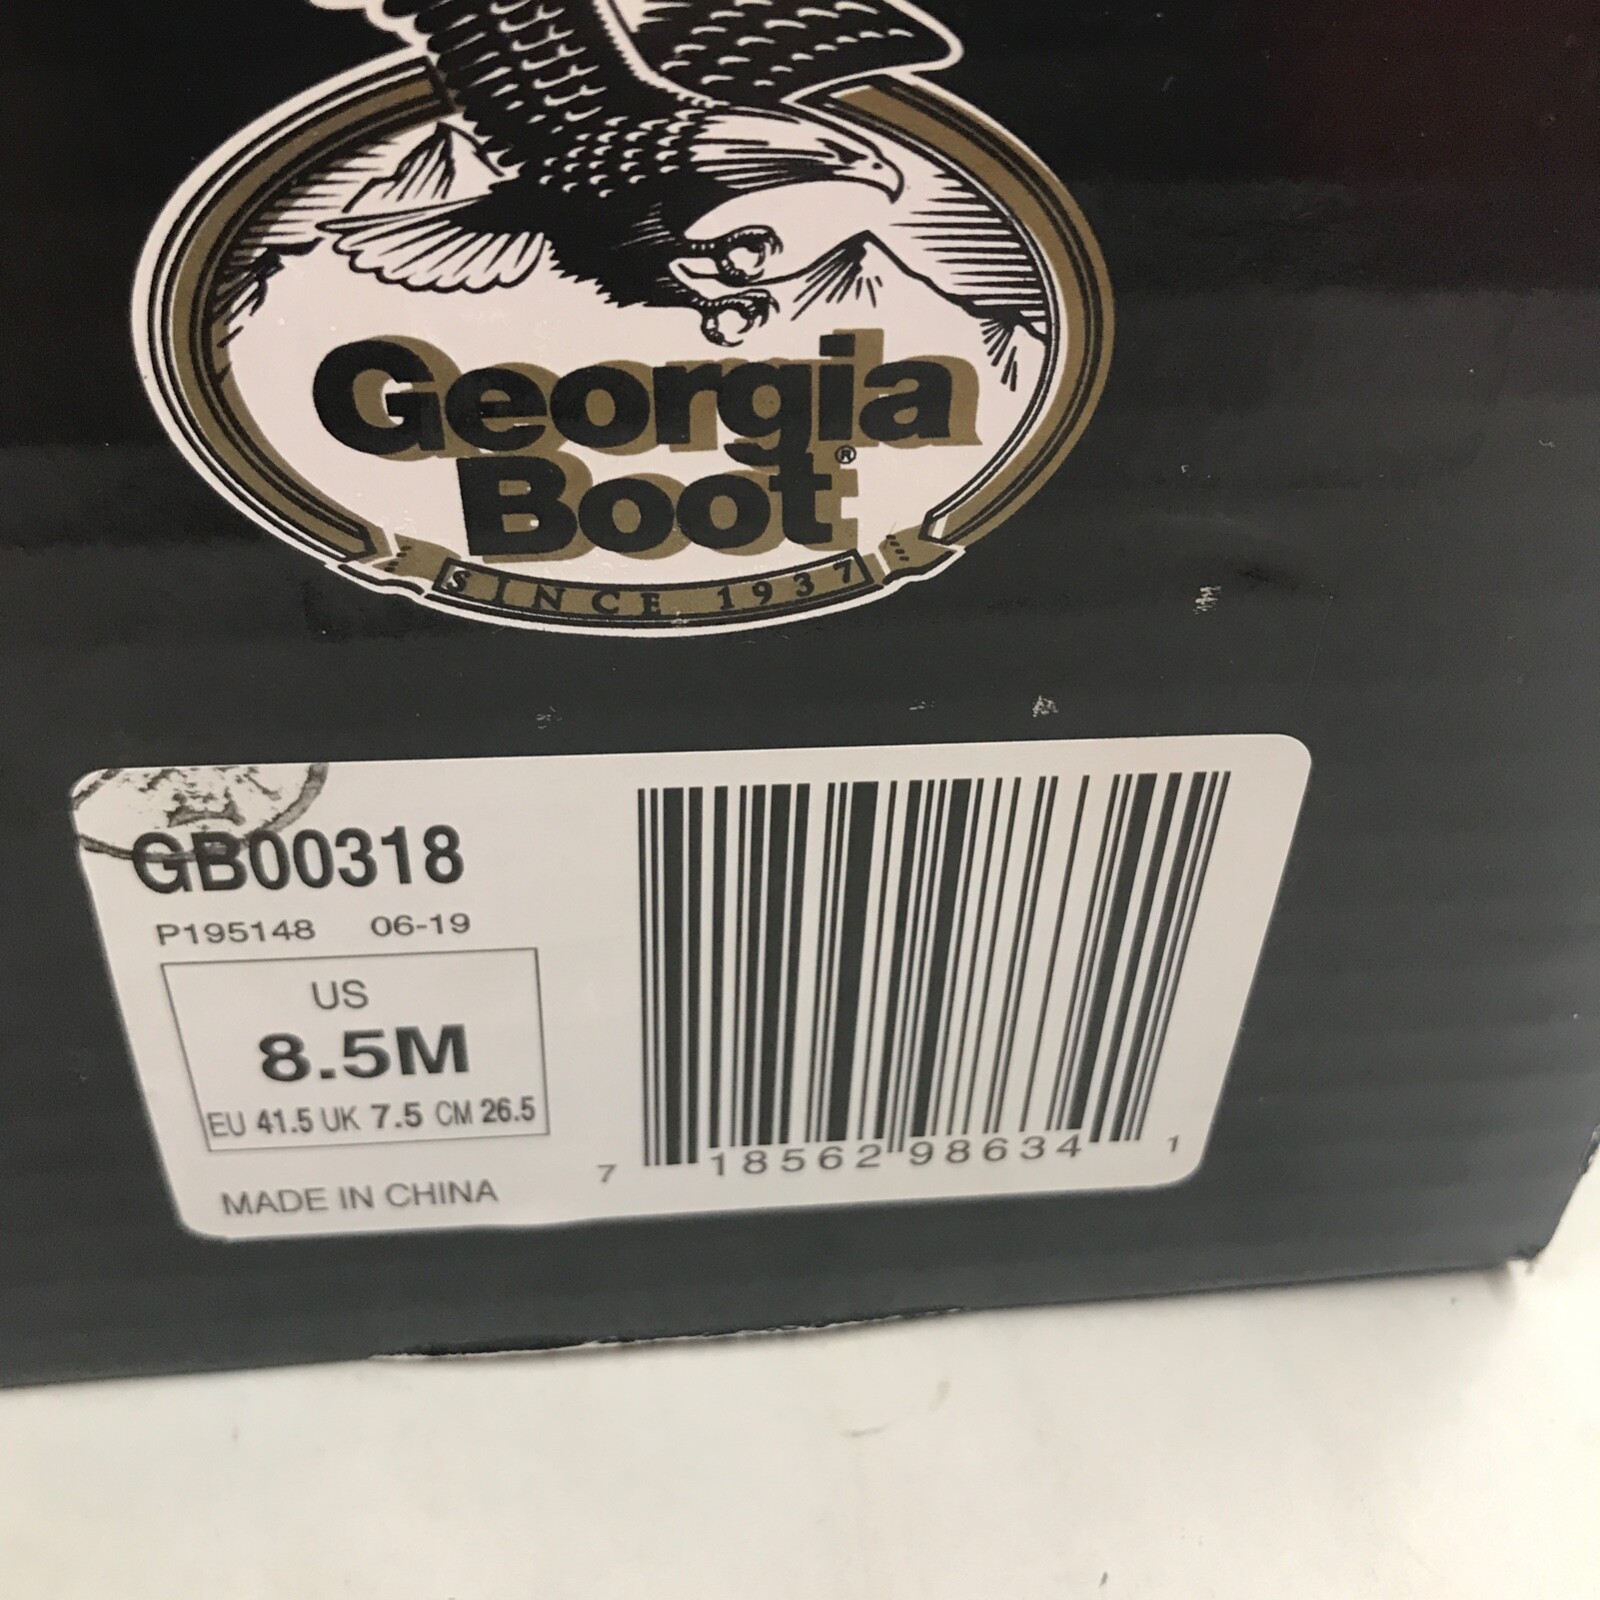 Georgia
Boot®
SINCE 1937
GB00318
P195148 06-19
US
8.5M
EU 41.5 UK 7.5 CM 26.5
MADE IN CHINA
7 18562 98634 1